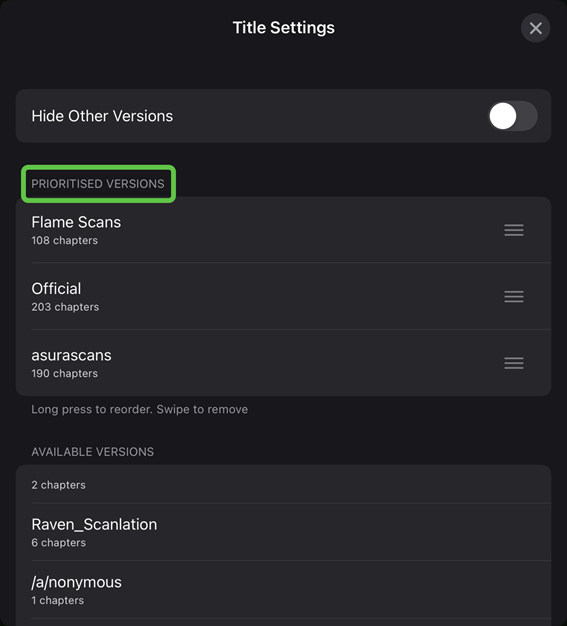 Title Settings
Hide Other Versions
PRIORITISED VERSIONS
Flame Scans
108 chapters
Official
203 chapters
asurascans
190 chapters
Long press to reorder. Swipe to remove
AVAILABLE VERSIONS
2 chapters
Raven_Scanlation
6 chapters
/a/nonymous
1 chapters